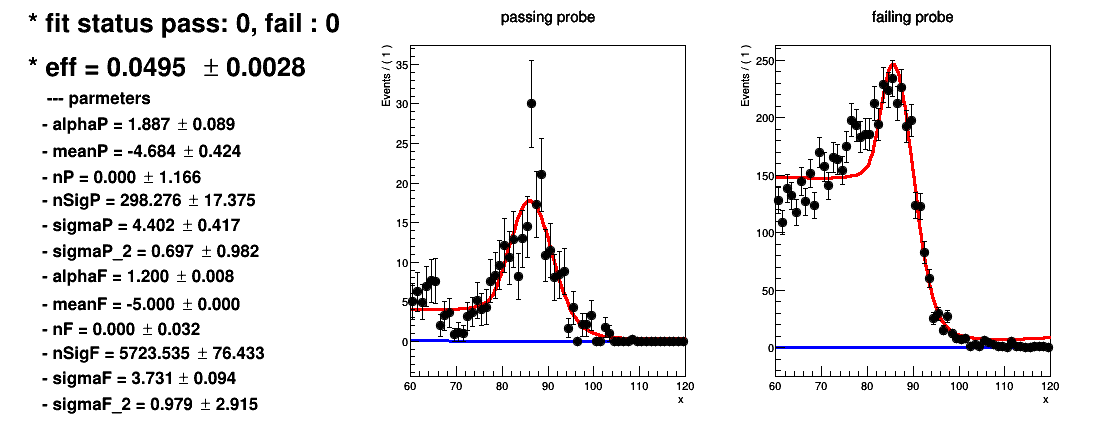 * fit status pass: 0, fail : 0
* eff = 0.0495 ± 0.0028
--- parmeters
- alphaP = 1.887 ± 0.089
- meanP = -4.684 ± 0.424
- nP = 0.000 ± 1.166
- nSigP = 298.276 ± 17.375
- sigmaP = 4.402 ± 0.417
- sigmaP_2 = 0.697 ± 0.982
- alphaF = 1.200 ± 0.008
- meanF = -5.000 ± 0.000
- nF = 0.000 ± 0.032
- nSigF = 5723.535 ± 76.433
- sigmaF = 3.731 ± 0.094
- sigmaF_2 = 0.979 ± 2.915
passing probe
Events / ( 1 )
35
30
25
20
15
10
5
0
60 70 80 90 100 110 120
x
failing probe
Events / ( 1 )
250
200
150
100
50
0
60 70 80 90 100 110 120
x